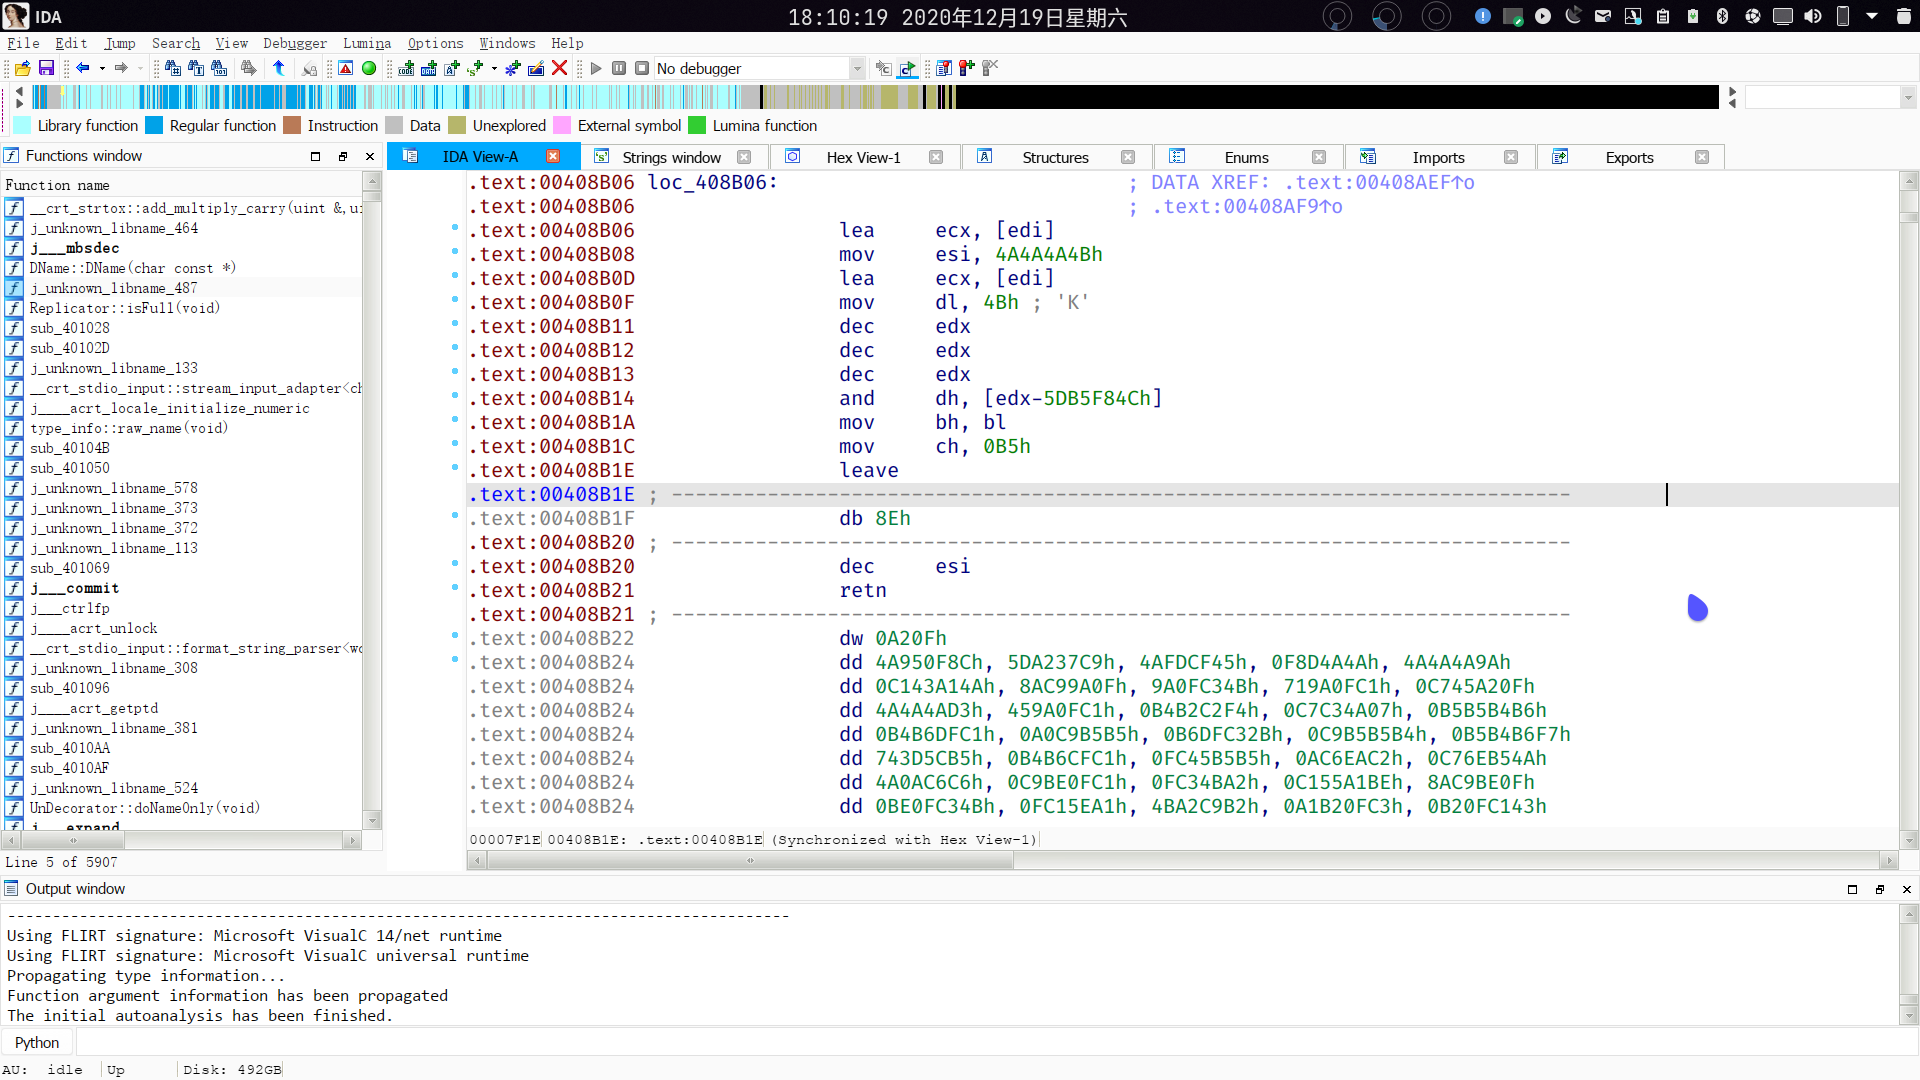 IDA
18:10:19 2020年12月19日星期六
File Edit Jump Search View Debugger Lumina Options Windows Help
No debugger
Library function Regular function Instruction Data Unexplored External symbol Lumina function
Functions window
Function name
__crt_strtox::add_multiply_carry(uint &,ui
j_unknown_libname_464
j___mbsdec
DName::DName(char const *)
j_unknown_libname_487
Replicator::isFull(void)
sub_401028
sub_40102D
j_unknown_libname_133
__crt_stdio_input::stream_input_adapter<ch
j____acrt_locale_initialize_numeric
type_info::raw_name(void)
sub_40104B
sub_401050
j_unknown_libname_578
j_unknown_libname_373
j_unknown_libname_372
j_unknown_libname_113
sub_401069
j___commit
j___ctrlfp
j____acrt_unlock
__crt_stdio_input::format_string_parser<wc
j_unknown_libname_308
sub_401096
j____acrt_getptd
j_unknown_libname_381
sub_4010AA
sub_4010AF
j_unknown_libname_524
UnDecorator::doNameOnly(void)
j___expand
Line 5 of 5907
IDA View-A Strings window Hex View-1 Structures Enums Imports Exports
.text:00408B06 loc_408B06: ; DATA XREF: .text:00408AEF↑o
.text:00408B06 ; .text:00408AF9↑o
.text:00408B06 lea ecx, [edi]
.text:00408B08 mov esi, 4A4A4A4Bh
.text:00408B0D lea ecx, [edi]
.text:00408B0F mov dl, 4Bh ; 'K'
.text:00408B11 dec edx
.text:00408B12 dec edx
.text:00408B13 dec edx
.text:00408B14 and dh, [edx-5DB5F84Ch]
.text:00408B1A mov bh, bl
.text:00408B1C mov ch, 0B5h
.text:00408B1E leave
.text:00408B1E ; ---------------------------------------------------------------------------
.text:00408B1F db 8Eh
.text:00408B20 ; ---------------------------------------------------------------------------
.text:00408B20 dec esi
.text:00408B21 retn
.text:00408B21 ; ---------------------------------------------------------------------------
.text:00408B22 dw 0A20Fh
.text:00408B24 dd 4A950F8Ch, 5DA237C9h, 4AFDCF45h, 0F8D4A4Ah, 4A4A4A9Ah
.text:00408B24 dd 0C143A14Ah, 8AC99A0Fh, 9A0FC34Bh, 719A0FC1h, 0C745A20Fh
.text:00408B24 dd 4A4A4AD3h, 459A0FC1h, 0B4B2C2F4h, 0C7C34A07h, 0B5B5B4B6h
.text:00408B24 dd 0B4B6DFC1h, 0A0C9B5B5h, 0B6DFC32Bh, 0C9B5B5B4h, 0B5B4B6F7h
.text:00408B24 dd 743D5CB5h, 0B4B6CFC1h, 0FC45B5B5h, 0AC6EAC2h, 0C76EB54Ah
.text:00408B24 dd 4A0AC6C6h, 0C9BE0FC1h, 0FC34BA2h, 0C155A1BEh, 8AC9BE0Fh
.text:00408B24 dd 0BE0FC34Bh, 0FC15EA1h, 4BA2C9B2h, 0A1B20FC3h, 0B20FC143h
00007F1E 00408B1E: .text:00408B1E (Synchronized with Hex View-1)
Output window
---------------------------------------------------------------------------------------
Using FLIRT signature: Microsoft VisualC 14/net runtime
Using FLIRT signature: Microsoft VisualC universal runtime
Propagating type information...
Function argument information has been propagated
The initial autoanalysis has been finished.
Python
AU: idle Up Disk: 492GB